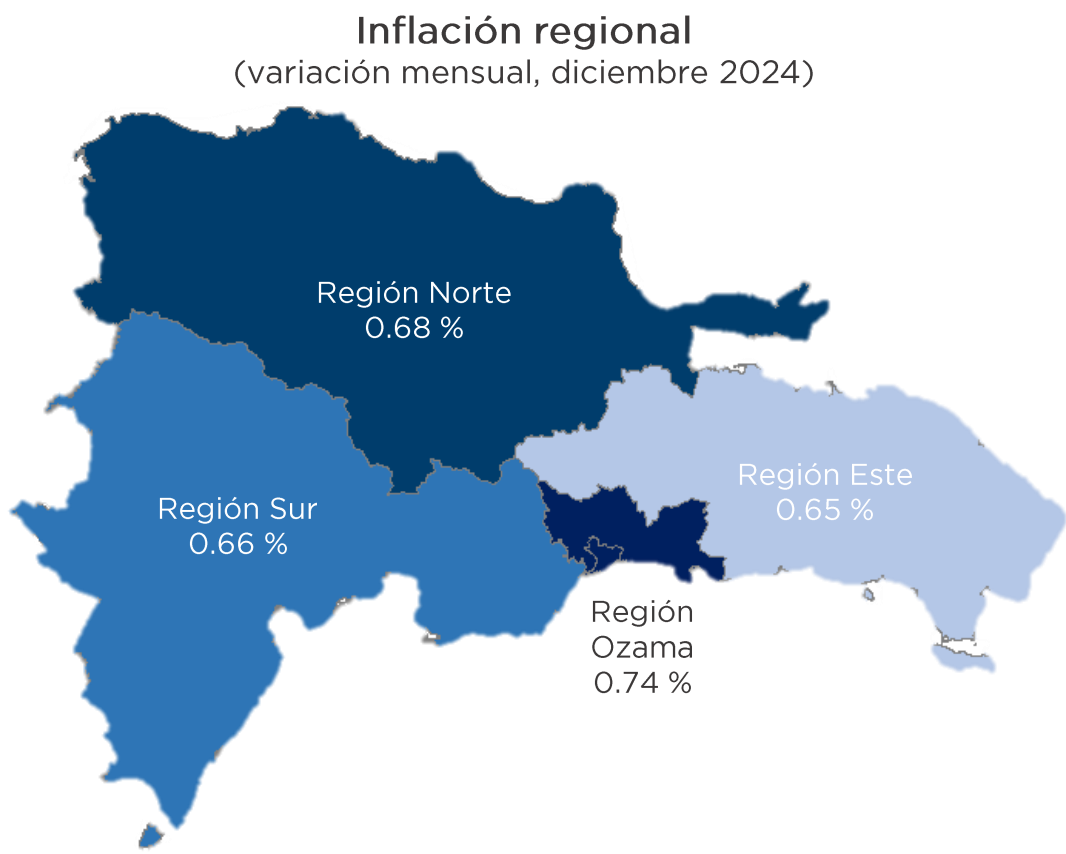 Inflación regional
(variación mensual, diciembre 2024)
Región Norte
0.68 %
Región Este
0.65 %
Región Sur
0.66 %
Región
Ozama
0.74 %